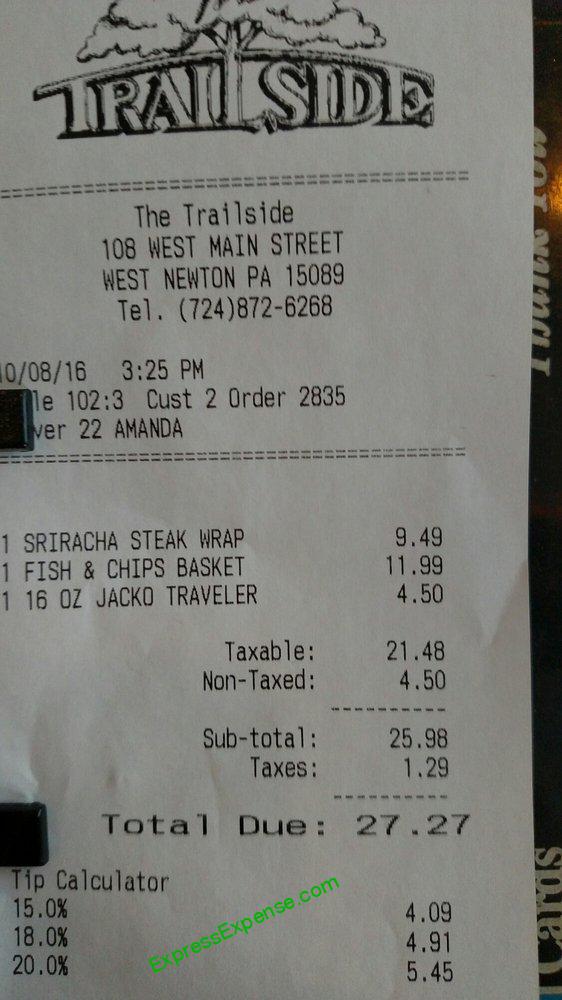 TRAILSIDE
The Trailside
108 WEST MAIN STREET
WEST NEWTON PA 15089
Tel. (724)872-6268
10/08/16 3:25 PM
le 102:3 Cust 2 Order 2835
ver 22 AMANDA
1 SRIRACHA STEAK WRAP 9.49
1 FISH & CHIPS BASKET 11.99
1 16 OZ JACKO TRAVELER 4.50
Taxable: 21.48
Non-Taxed: 4.50
Sub-total: 25.98
Taxes: 1.29
Total Due: 27.27
Tip Calculator
15.0% 4.09
18.0% 4.91
20.0% 5.45
ExpressExpense.com
Thank You
Cards